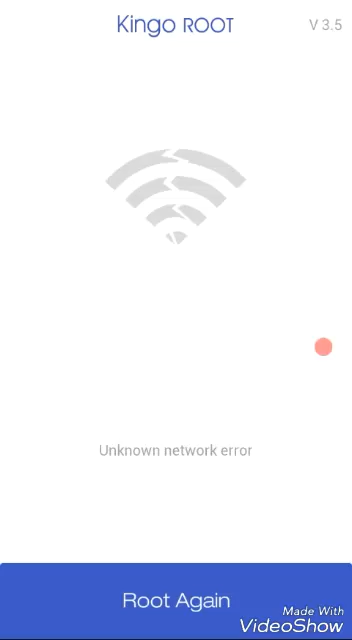 Kingo ROOT
V 3.5
Unknown network error
Root Again
Made With
VideoShow